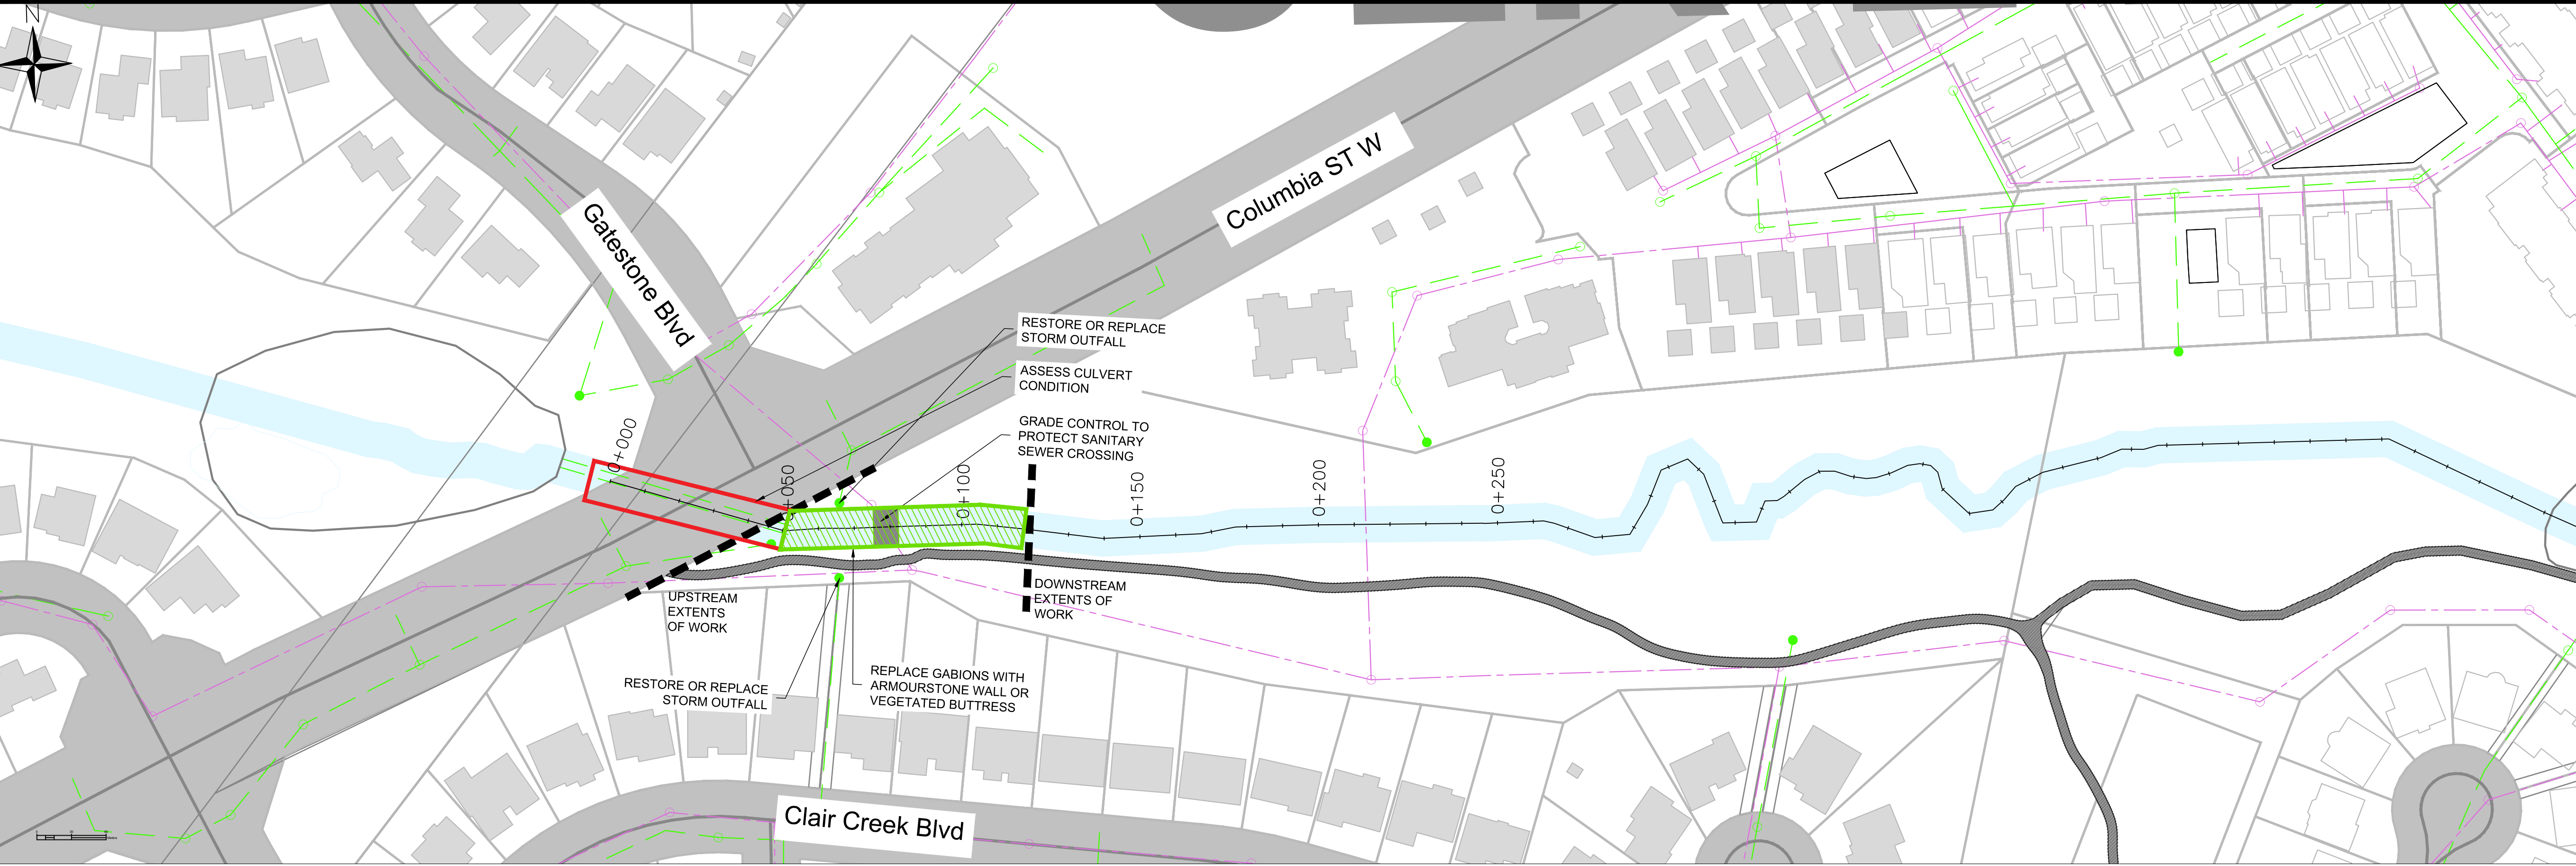 N
Gatestone Blvd
Columbia ST W
RESTORE OR REPLACE
STORM OUTFALL
ASSESS CULVERT
CONDITION
GRADE CONTROL TO
PROTECT SANITARY
SEWER CROSSING
0+000
0+050
0+100
0+150
0+200
0+250
UPSTREAM
EXTENTS
OF WORK
DOWNSTREAM
EXTENTS OF
WORK
RESTORE OR REPLACE
STORM OUTFALL
REPLACE GABIONS WITH
ARMOURSTONE WALL OR
VEGETATED BUTTRESS
Clair Creek Blvd